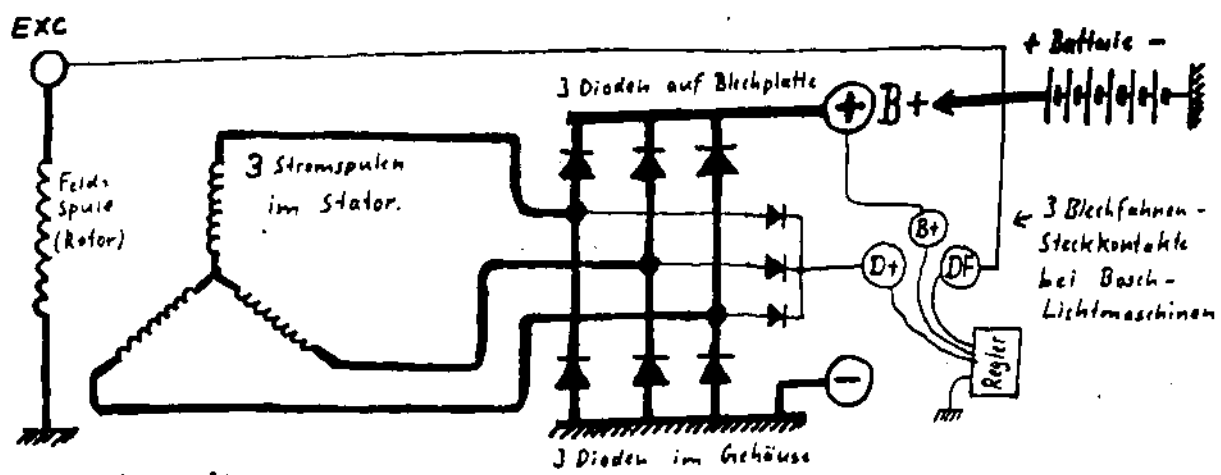 EXC
+ Batterie -
3 Dioden auf Blechplatte
+ B+
3 Stromspulen
im Stator.
Feld-
Spule
(Rotor)
B+
D+
DF
3 Blechfahnen-
Steckkontakte
bei Bosch-
Lichtmaschinen
Regler
-
3 Dioden im Gehäuse